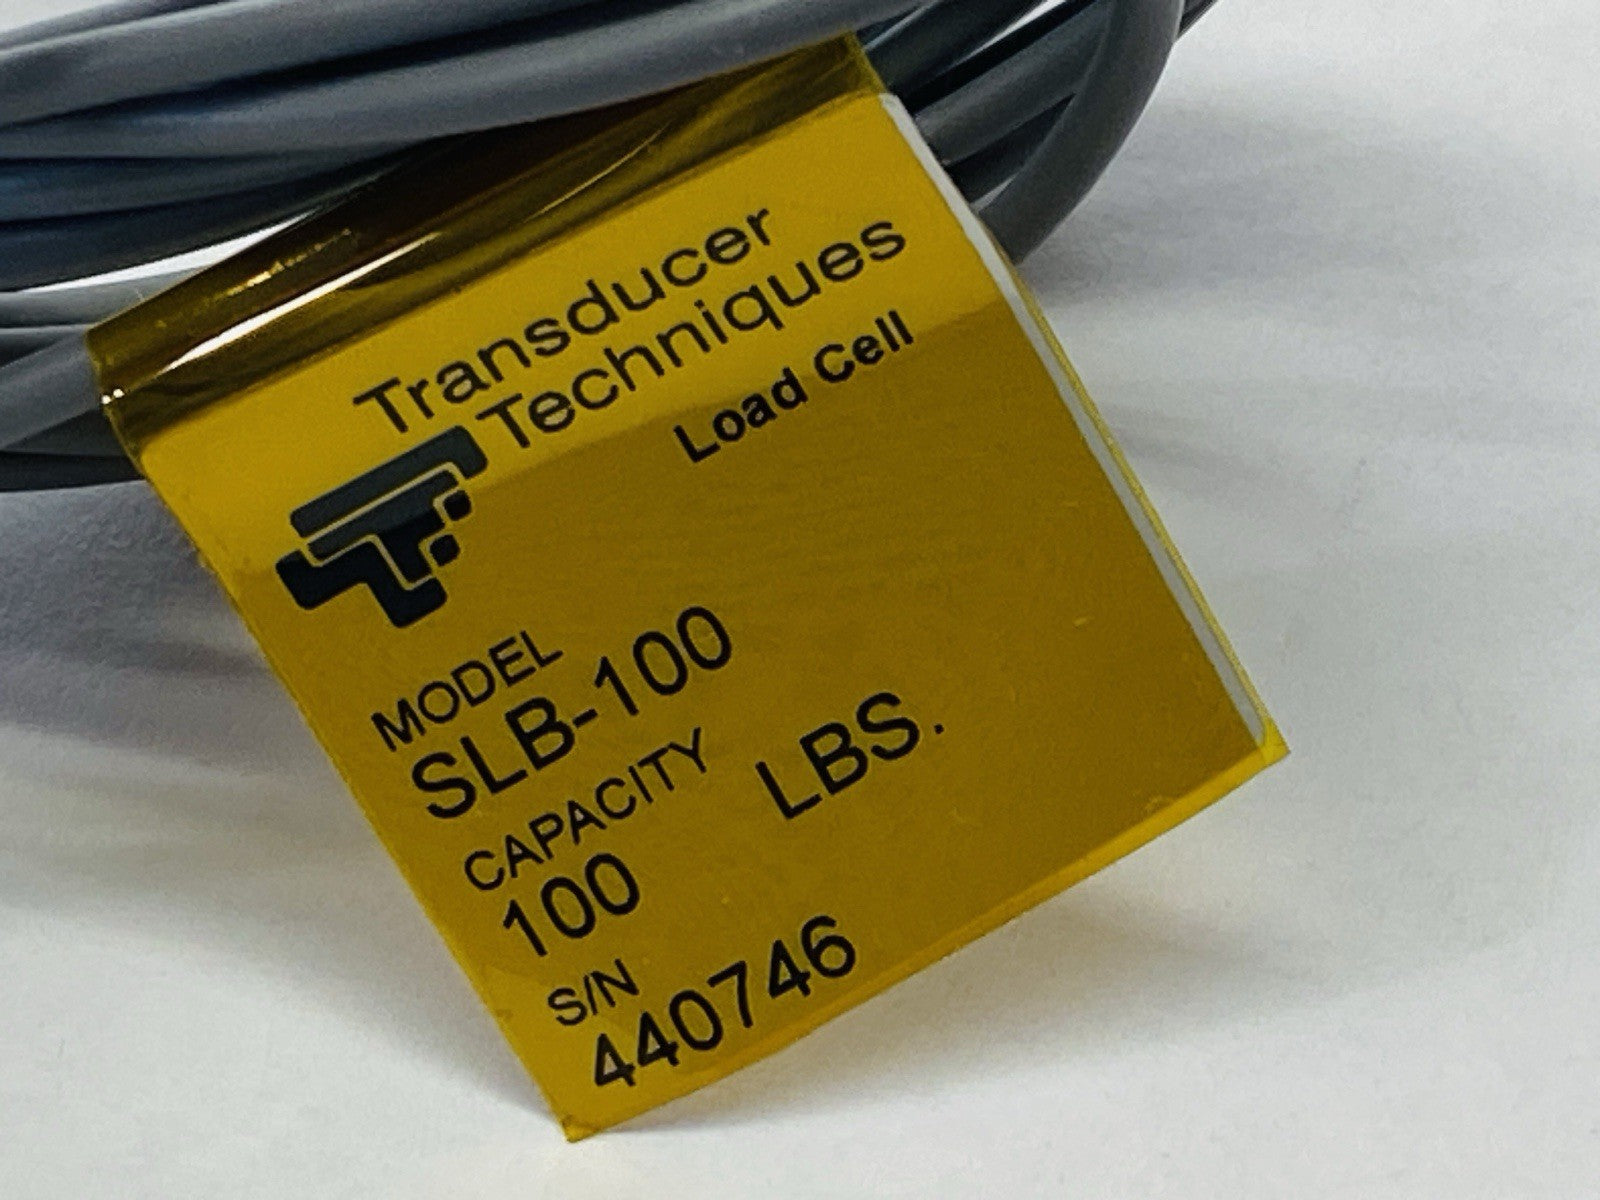 Transducer
Techniques
Load Cell
MODEL
SLB-100
CAPACITY
100 LBS.
S/N
440746